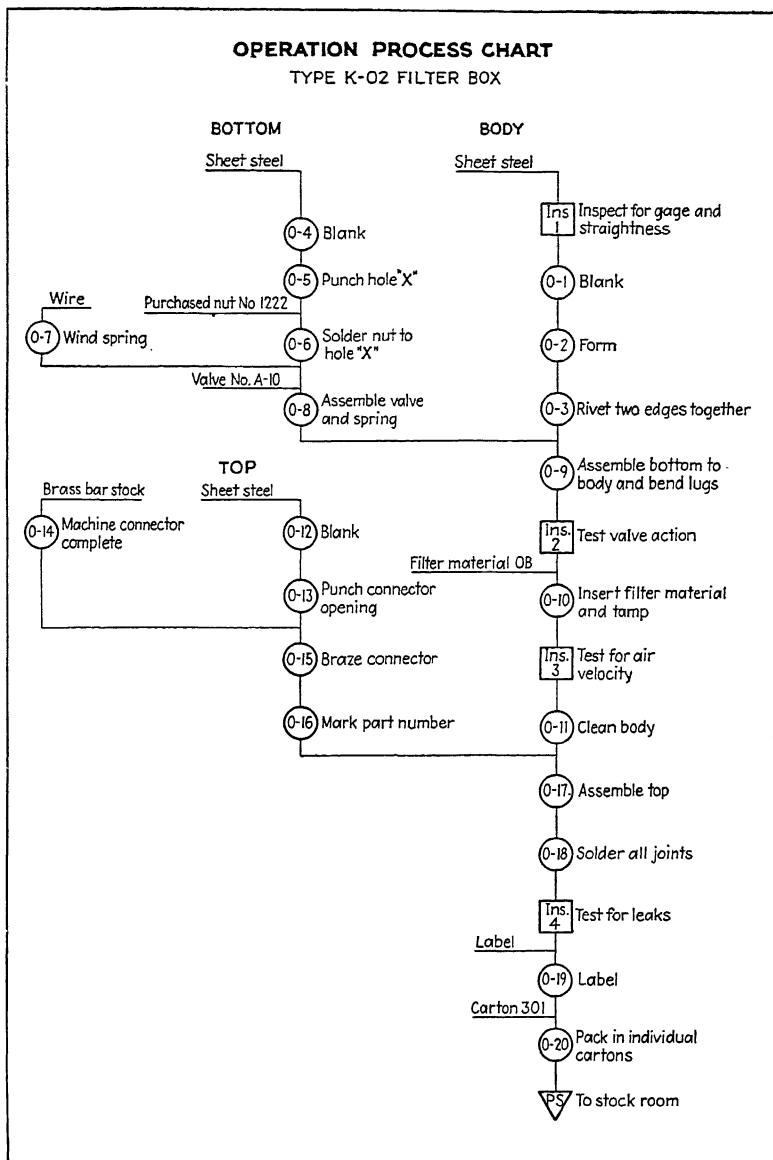 OPERATION PROCESS CHART
TYPE K-02 FILTER BOX
BOTTOM
BODY
Sheet steel
Sheet steel
Ins
1
Inspect for gage and
straightness
0-4
Blank
0-5
Punch hole "X"
0-1
Blank
Wire
Purchased nut No 1222
0-7
Wind spring
0-6
Solder nut to
hole "X"
0-2
Form
Valve No. A-10
0-8
Assemble valve
and spring
0-3
Rivet two edges together
TOP
0-9
Assemble bottom to
body and bend lugs
Brass bar stock
Sheet steel
0-14
Machine connector
complete
0-12
Blank
Ins.
2
Test valve action
Filter material OB
0-13
Punch connector
opening
0-10
Insert filter material
and tamp
0-15
Braze connector
Ins.
3
Test for air
velocity
0-16
Mark part number
0-11
Clean body
0-17.
Assemble top
0-18
Solder all joints
Ins.
4
Test for leaks
Label
0-19
Label
Carton 301
0-20
Pack in individual
cartons
PS
To stock room